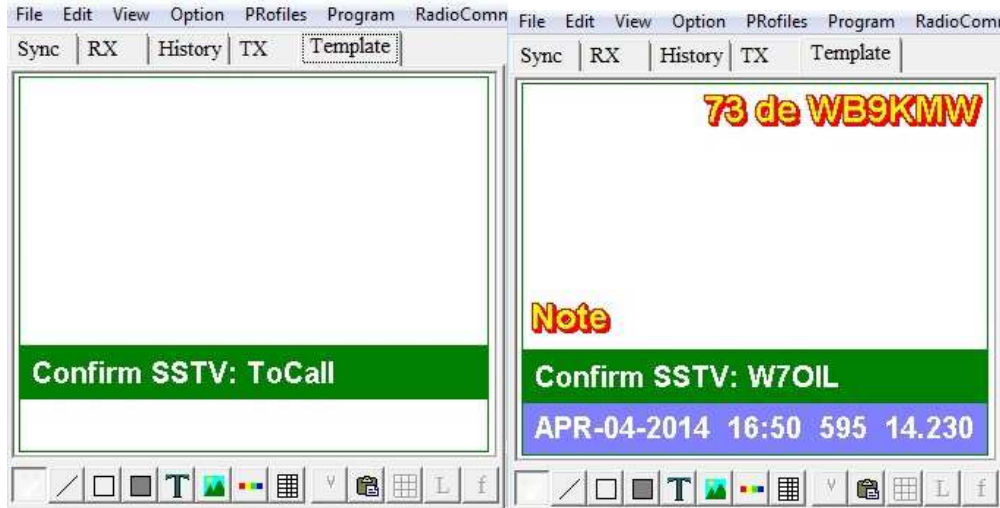 File Edit View Option PRofiles Program RadioComm
Sync RX History TX Template
Confirm SSTV: ToCall
T V L f
File Edit View Option PRofiles Program RadioCom
Sync RX History TX Template
73 de WB9KMW
Note
Confirm SSTV: W7OIL
APR-04-2014 16:50 595 14.230
T V L f